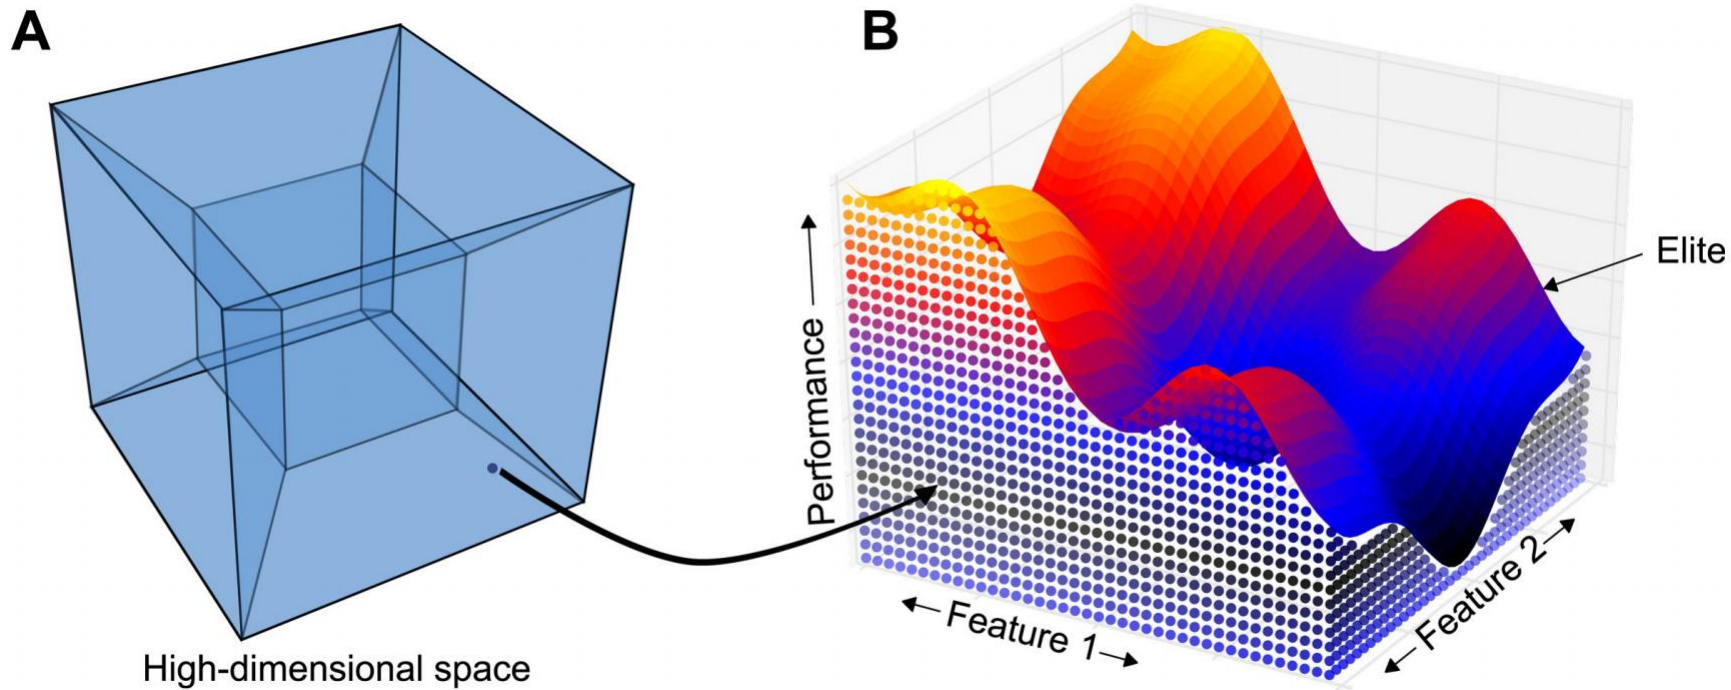 A
B
Elite
Performance
Feature 1
Feature 2
High-dimensional space